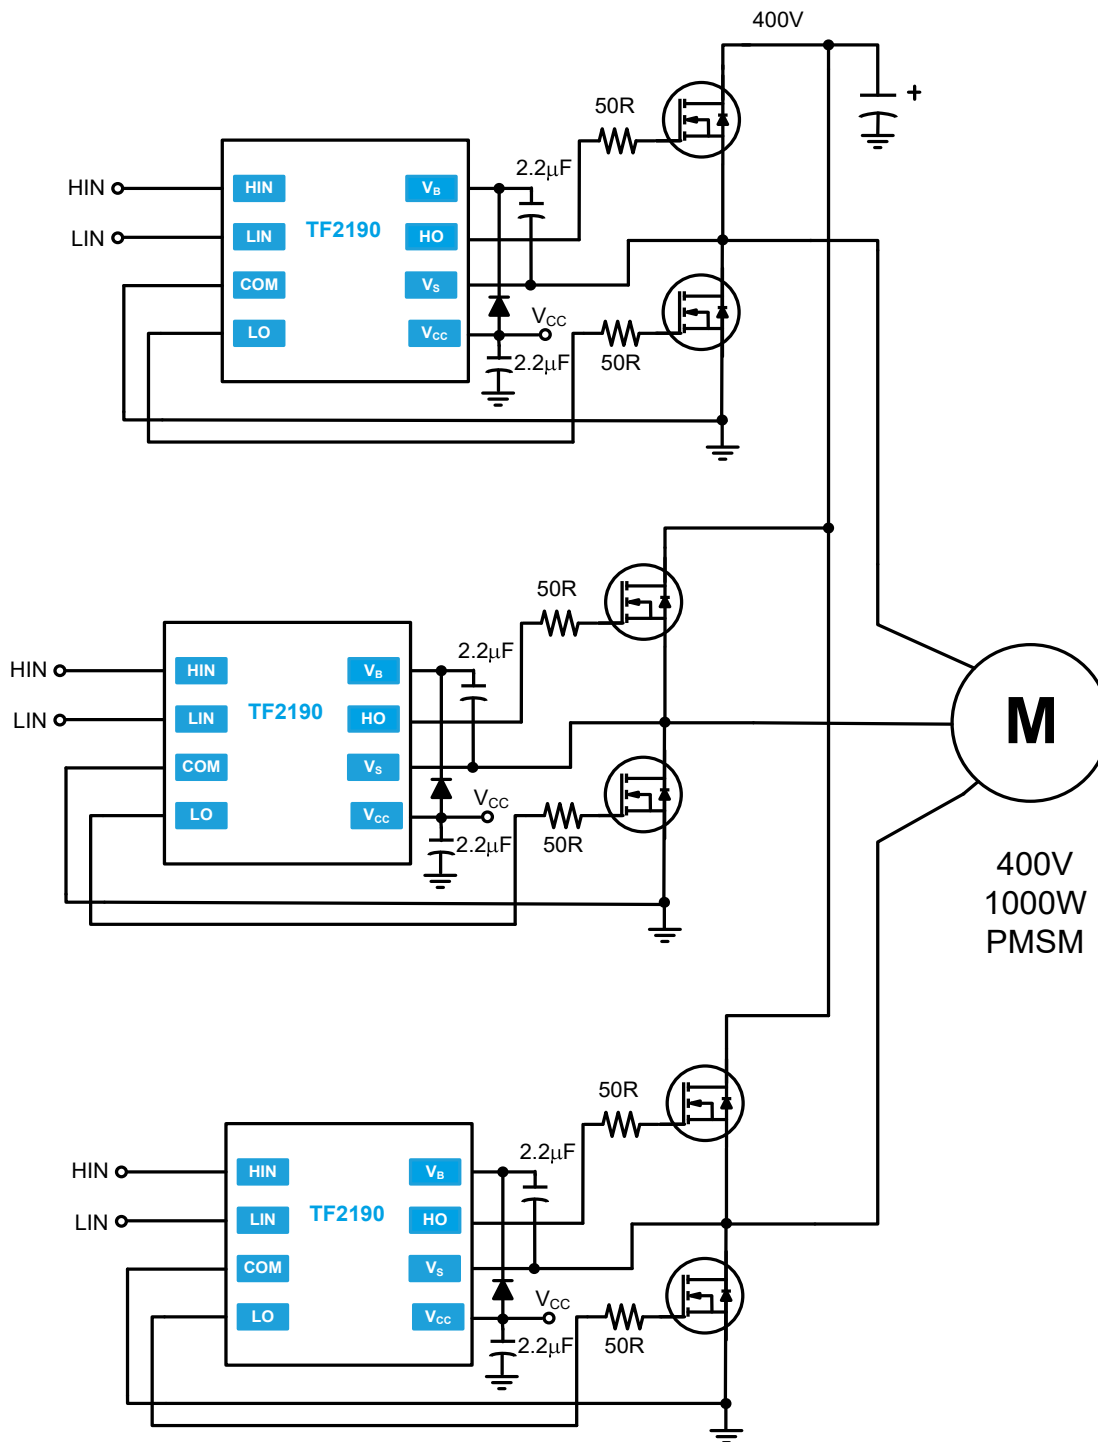 400V
50R
+
2.2µF
HIN
HIN
VB
LIN
LIN
TF2190
HO
COM
VS
LO
VCC
VCC
2.2µF
50R
50R
2.2µF
HIN
HIN
VB
LIN
LIN
TF2190
HO
COM
VS
LO
VCC
VCC
2.2µF
50R
M
400V
1000W
PMSM
50R
2.2µF
HIN
HIN
VB
LIN
LIN
TF2190
HO
COM
VS
LO
VCC
VCC
2.2µF
50R